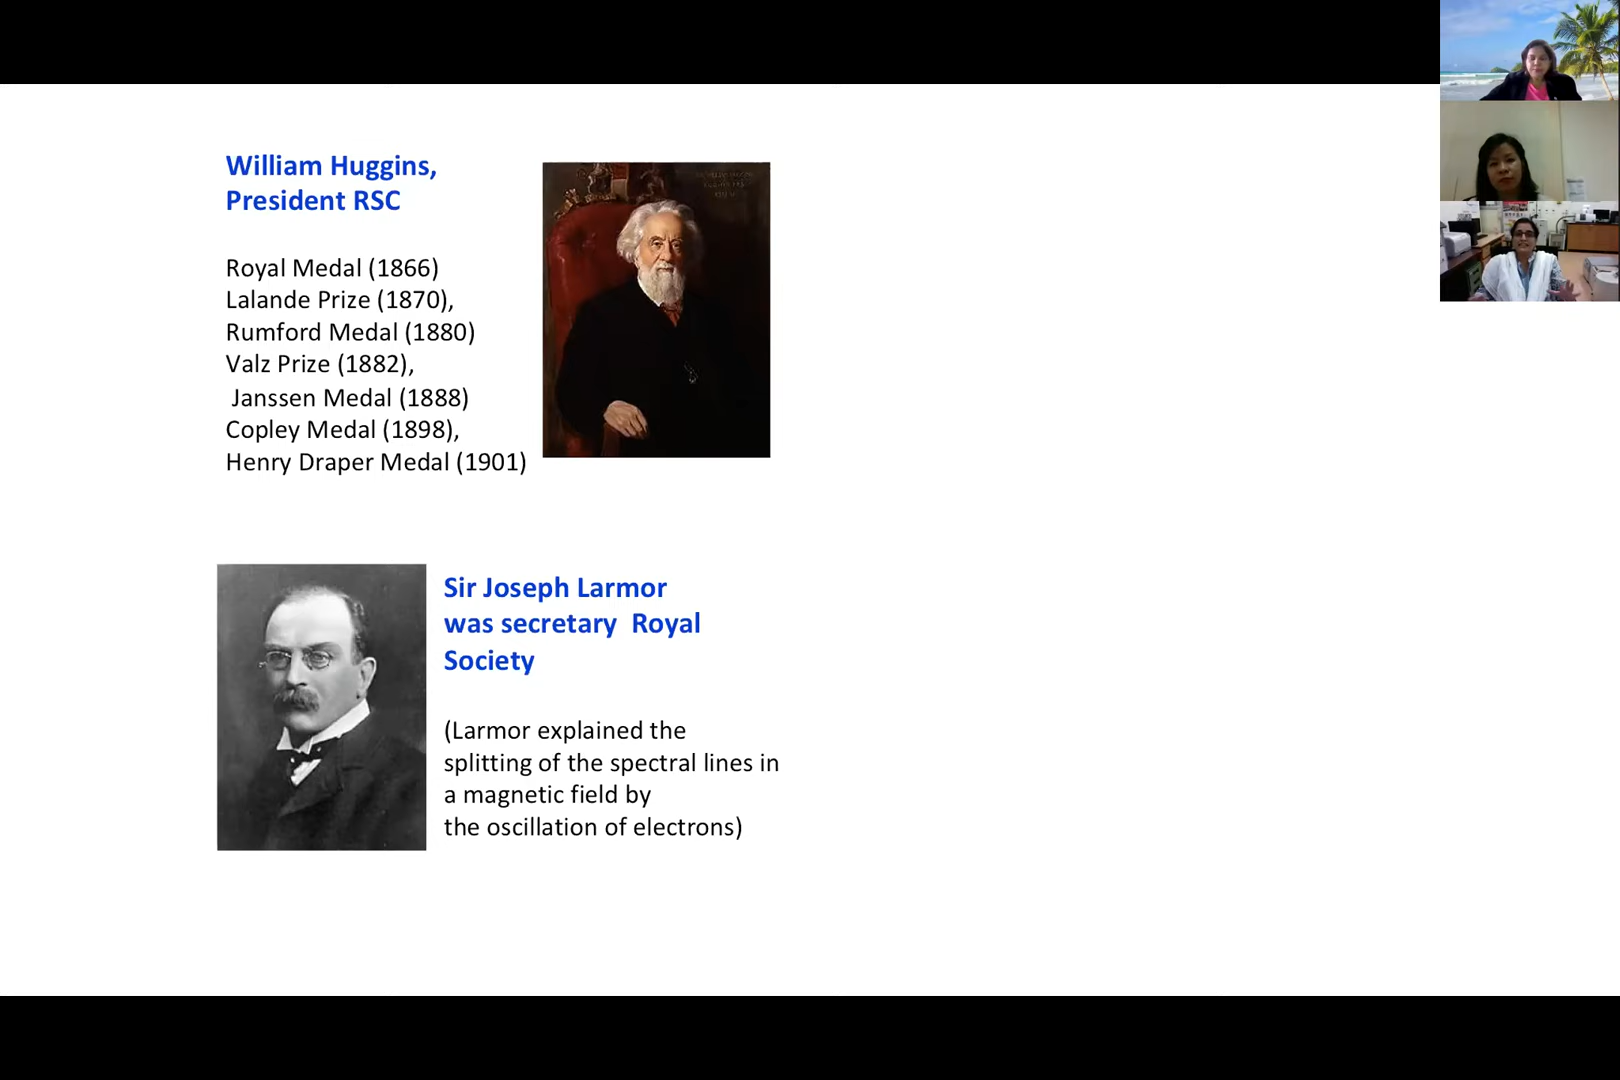 William Huggins,
President RSC
Royal Medal (1866)
Lalande Prize (1870),
Rumford Medal (1880)
Valz Prize (1882),
Janssen Medal (1888)
Copley Medal (1898),
Henry Draper Medal (1901)
Sir Joseph Larmor
was secretary  Royal
Society
(Larmor explained the
splitting of the spectral lines in
a magnetic field by
the oscillation of electrons)